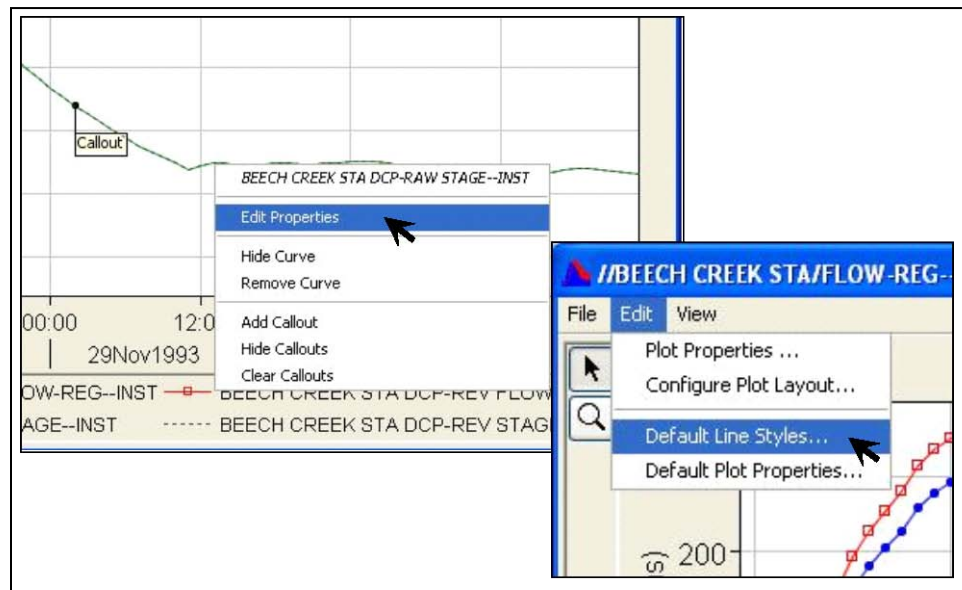 Callout
BEECH CREEK STA DCP-RAW STAGE--INST
Edit Properties
Hide Curve
Remove Curve
Add Callout
Hide Callouts
Clear Callouts
00:00 12:0
29Nov1993
OW-REG--INST BEECH CREEK STA DCP-REV FLOW
AGE--INST BEECH CREEK STA DCP-REV STAG
//BEECH CREEK STA/FLOW-REG--
File Edit View
Plot Properties ...
Configure Plot Layout...
Default Line Styles...
Default Plot Properties...
200
s)